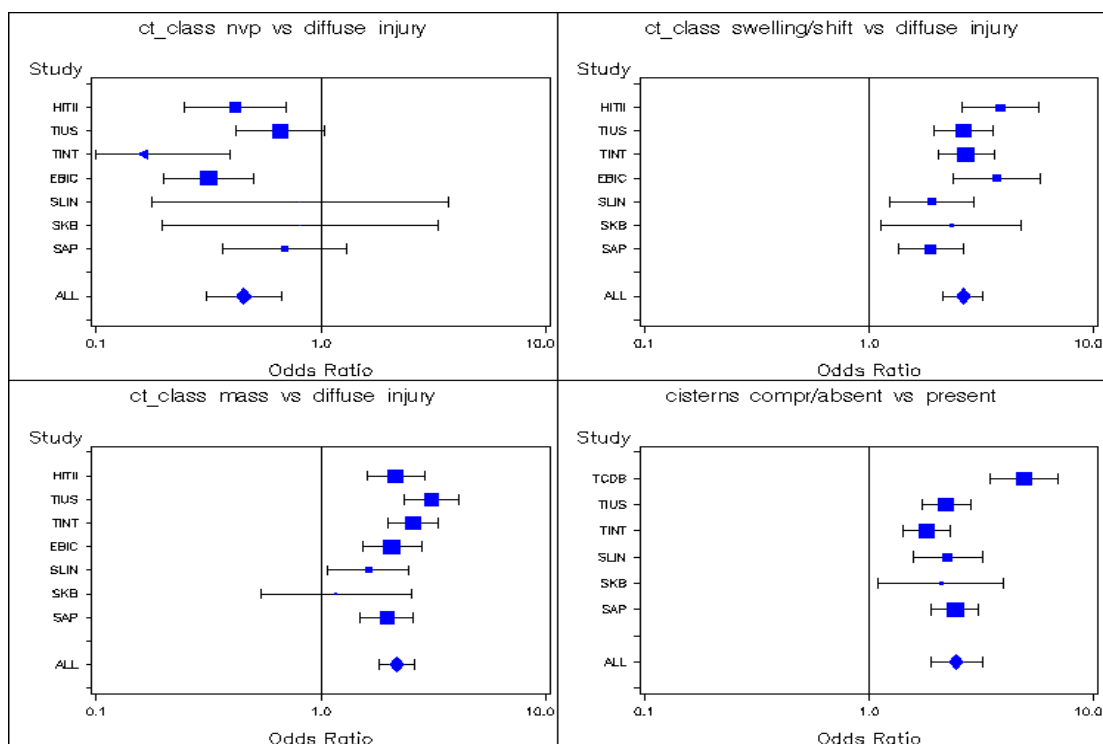 ct_class nvp vs diffuse injury
Study
HITII
TIUS
TINT
EBIC
SLIN
SKB
SAP
ALL
0.1 1.0 10.0
Odds Ratio
ct_class swelling/shift vs diffuse injury
Study
HITII
TIUS
TINT
EBIC
SLIN
SKB
SAP
ALL
0.1 1.0 10.0
Odds Ratio
ct_class mass vs diffuse injury
Study
HITII
TIUS
TINT
EBIC
SLIN
SKB
SAP
ALL
0.1 1.0 10.0
Odds Ratio
cisterns compr/absent vs present
Study
TCDB
TIUS
TINT
SLIN
SKB
SAP
ALL
0.1 1.0 10.0
Odds Ratio